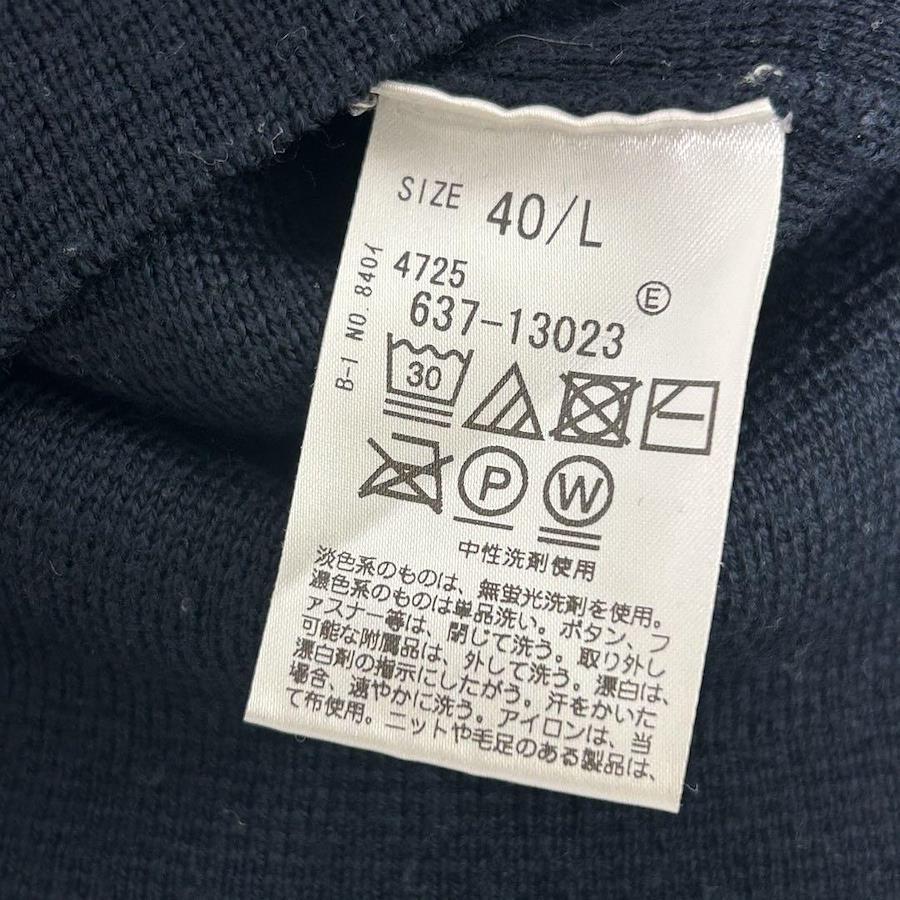 SIZE 40/L
B-1 NO.8401
4725
637-13023
E
30
P W
中性洗剤使用
淡色系のものは、無蛍光洗剤を使用。
濃色系のものは単品洗い。ボタン、フ
ァスナー等は、閉じて洗う。取り外し
可能な附属品は、外して洗う。漂白は、
漂白剤の指示にしたがう。汗をかいた
場合、速やかに洗う。アイロンは、当
て布使用。ニットや毛足のある製品は、